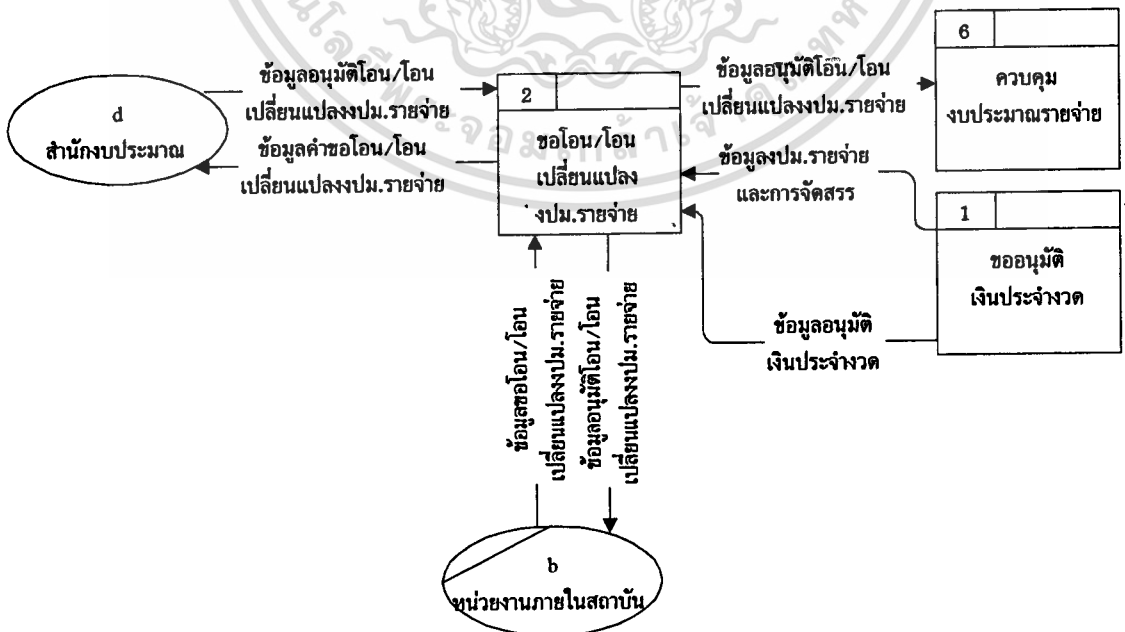 6
ควบคุม
งบประมาณรายจ่าย
ข้อมูลอนุมัติโอน/โอน
เปลี่ยนแปลงงปม.รายจ่าย
d
สำนักงบประมาณ
ข้อมูลคำขอโอน/โอน
เปลี่ยนแปลงงปม.รายจ่าย
2
ขอโอน/โอน
เปลี่ยนแปลง
งปม.รายจ่าย
ข้อมูลอนุมัติโอน/โอน
เปลี่ยนแปลงงปม.รายจ่าย
ข้อมูลงปม.รายจ่าย
และการจัดสรร
1
ขออนุมัติ
เงินประจำงวด
ข้อมูลอนุมัติ
เงินประจำงวด
ข้อมูลขอโอน/โอน
เปลี่ยนแปลงงปม.รายจ่าย
ข้อมูลอนุมัติโอน/โอน
เปลี่ยนแปลงงปม.รายจ่าย
b
หน่วยงานภายในสถาบัน